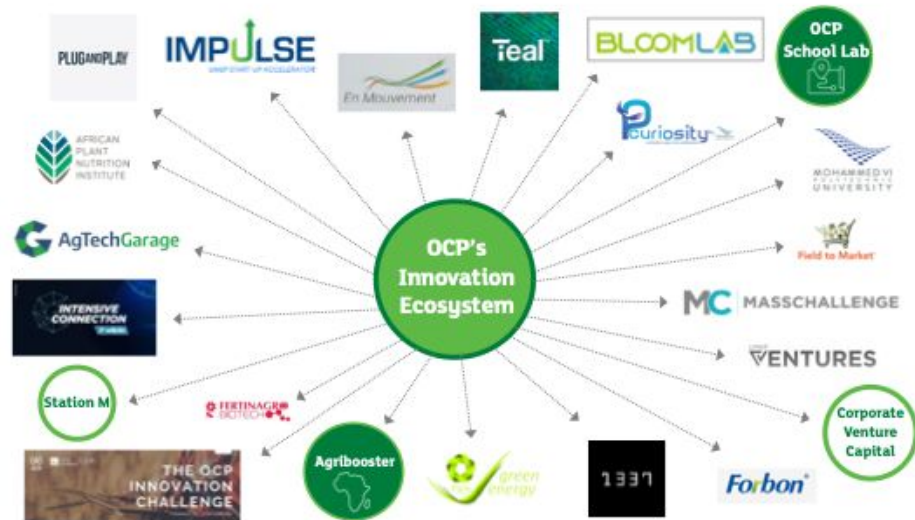 PLUGANDPLAY
IMPULSE
En Mouvement
Teal
BLOOMLAB
OCP
School Lab
Pcuriosity
AFRICAN
PLANT
NUTRITION
INSTITUTE
MOHAMMED VI
POLYTECHNIC
UNIVERSITY
AgTechGarage
OCP's
Innovation
Ecosystem
Field to Market
INTENSIVE
CONNECTION
MC MASSCHALLENGE
VENTURES
Station M
FERTINAGRO
BIOTECH
Corporate
Venture
Capital
THE OCP
INNOVATION
CHALLENGE
Agribooster
green
energy
1337
Forbon®